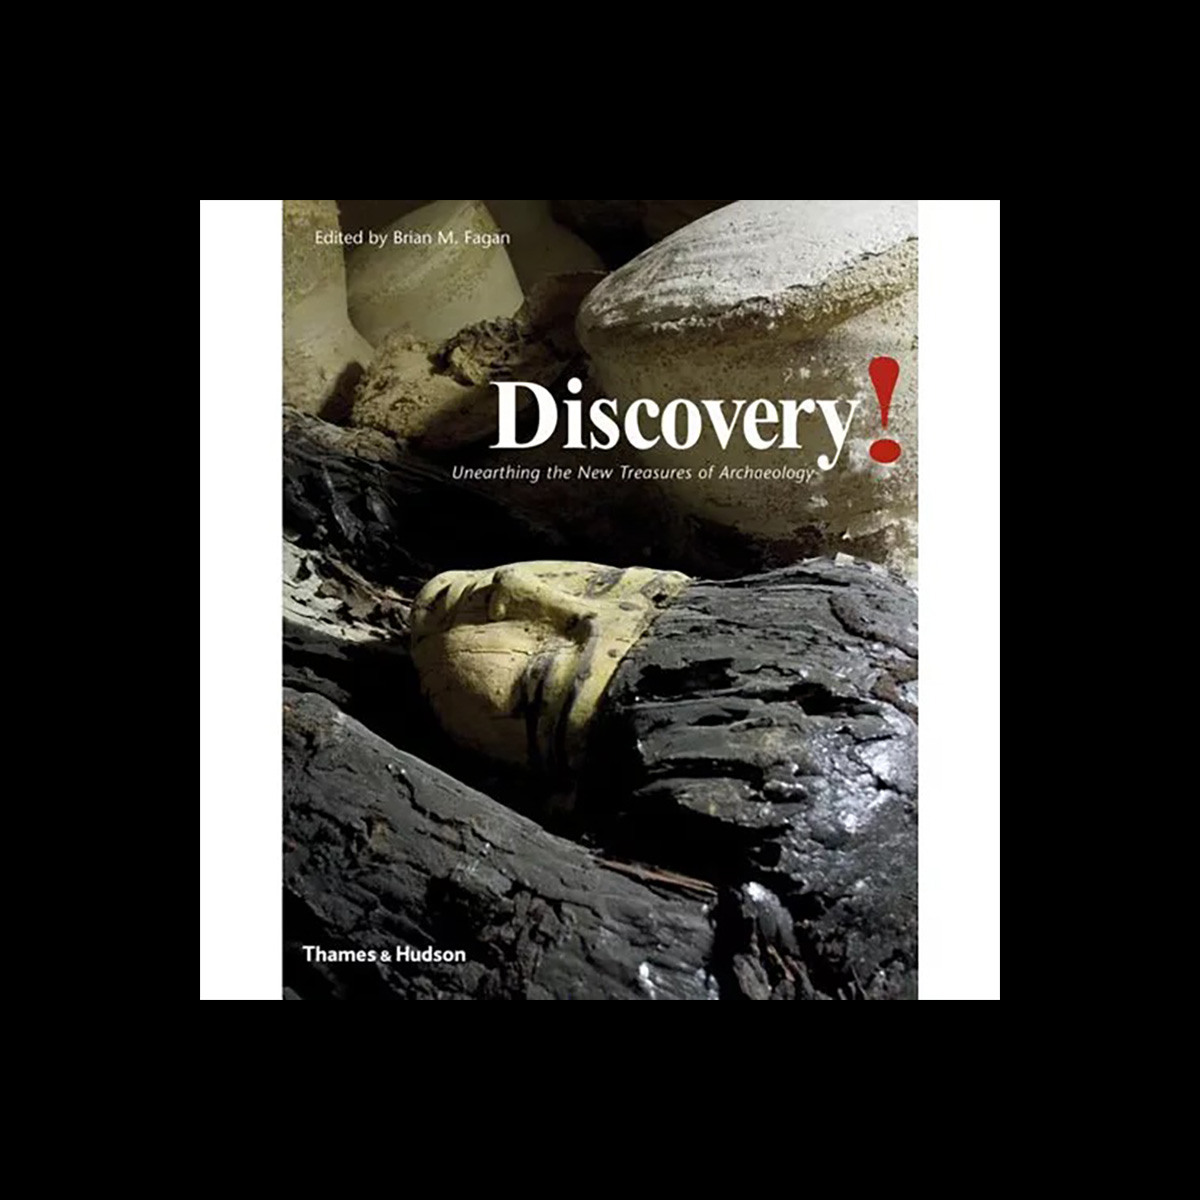 Edited by Brian M. Fagan
Discovery!
Unearthing the New Treasures of Archaeology
Thames & Hudson